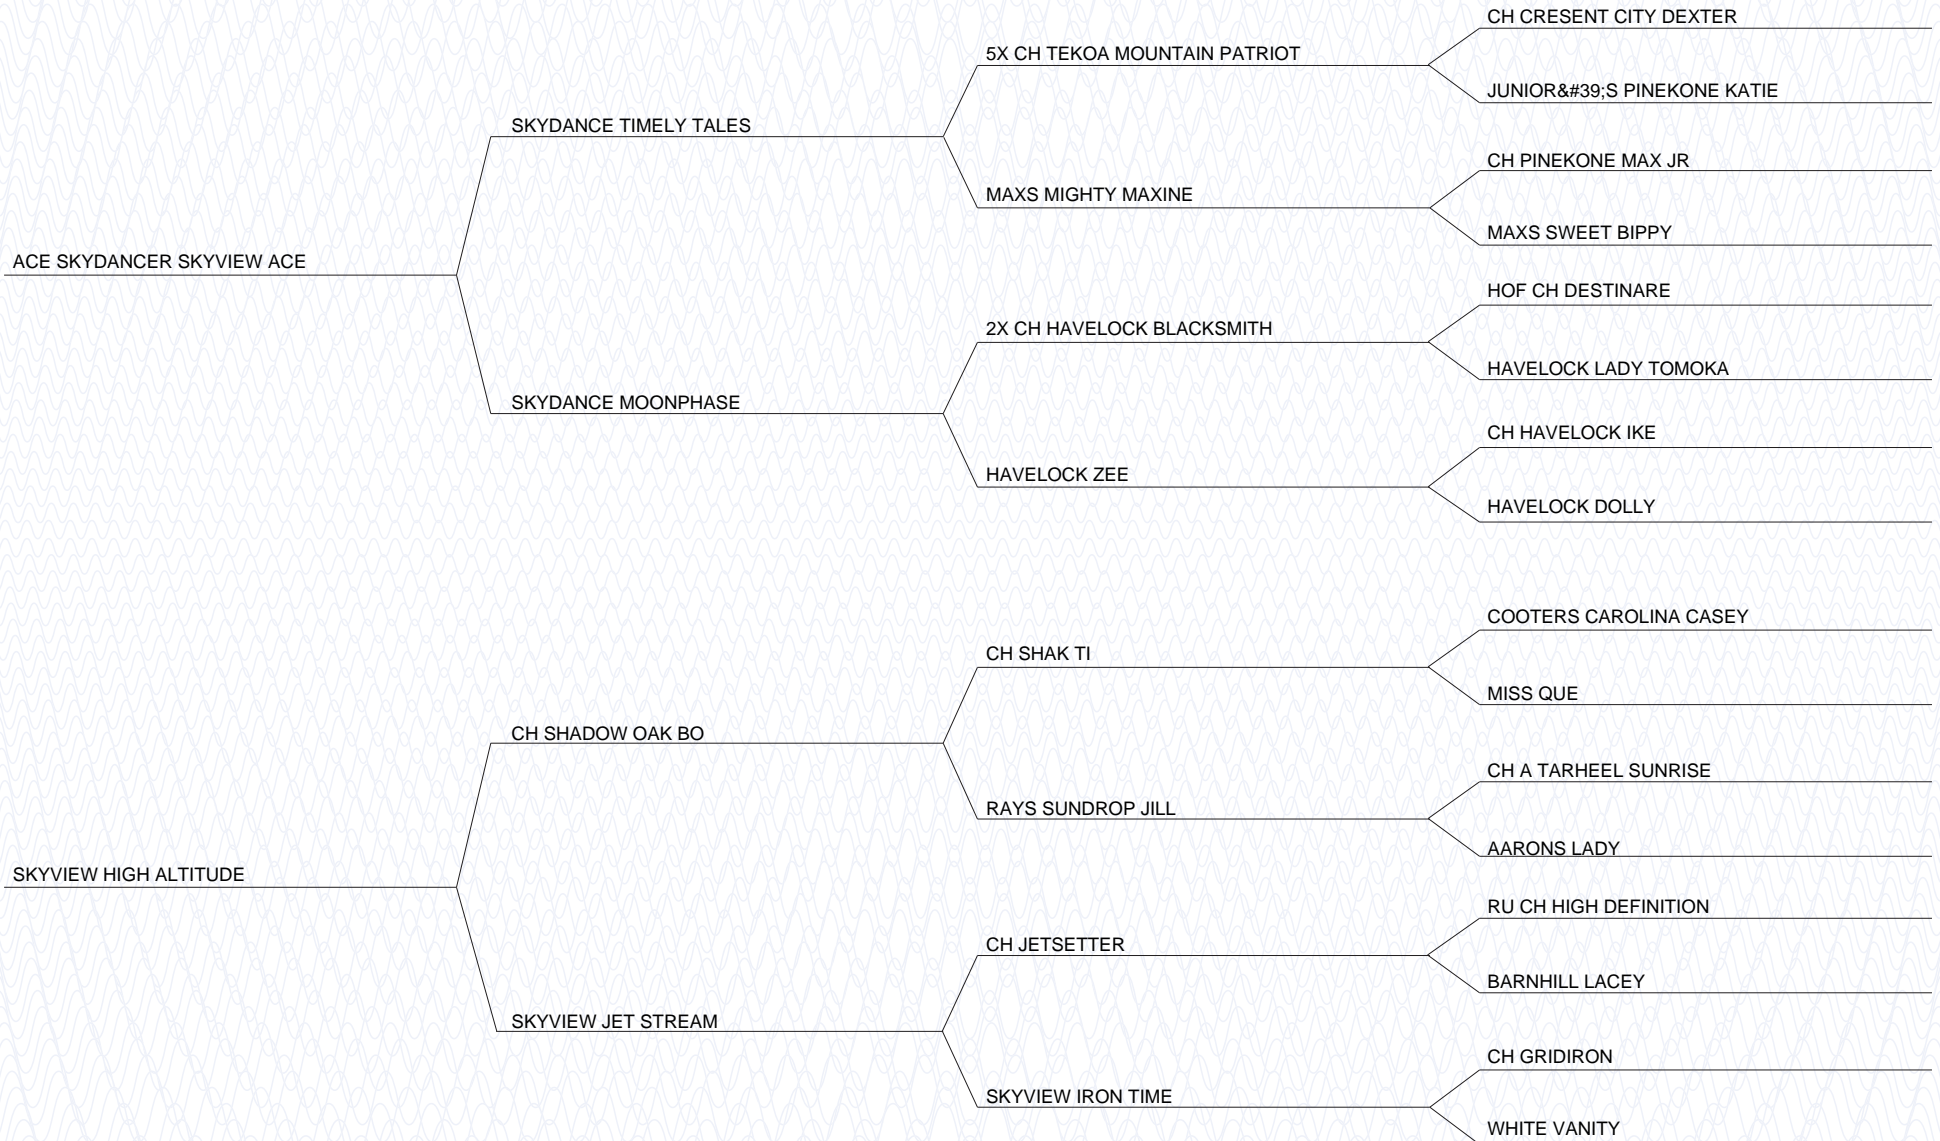 CH CRESENT CITY DEXTER
5X CH TEKOA MOUNTAIN PATRIOT
JUNIOR&#39;S PINEKONE KATIE
SKYDANCE TIMELY TALES
CH PINEKONE MAX JR
MAXS MIGHTY MAXINE
MAXS SWEET BIPPY
ACE SKYDANCER SKYVIEW ACE
HOF CH DESTINARE
2X CH HAVELOCK BLACKSMITH
HAVELOCK LADY TOMOKA
SKYDANCE MOONPHASE
CH HAVELOCK IKE
HAVELOCK ZEE
HAVELOCK DOLLY
COOTERS CAROLINA CASEY
CH SHAK TI
MISS QUE
CH SHADOW OAK BO
CH A TARHEEL SUNRISE
RAYS SUNDROP JILL
AARONS LADY
SKYVIEW HIGH ALTITUDE
RU CH HIGH DEFINITION
CH JETSETTER
BARNHILL LACEY
SKYVIEW JET STREAM
CH GRIDIRON
SKYVIEW IRON TIME
WHITE VANITY